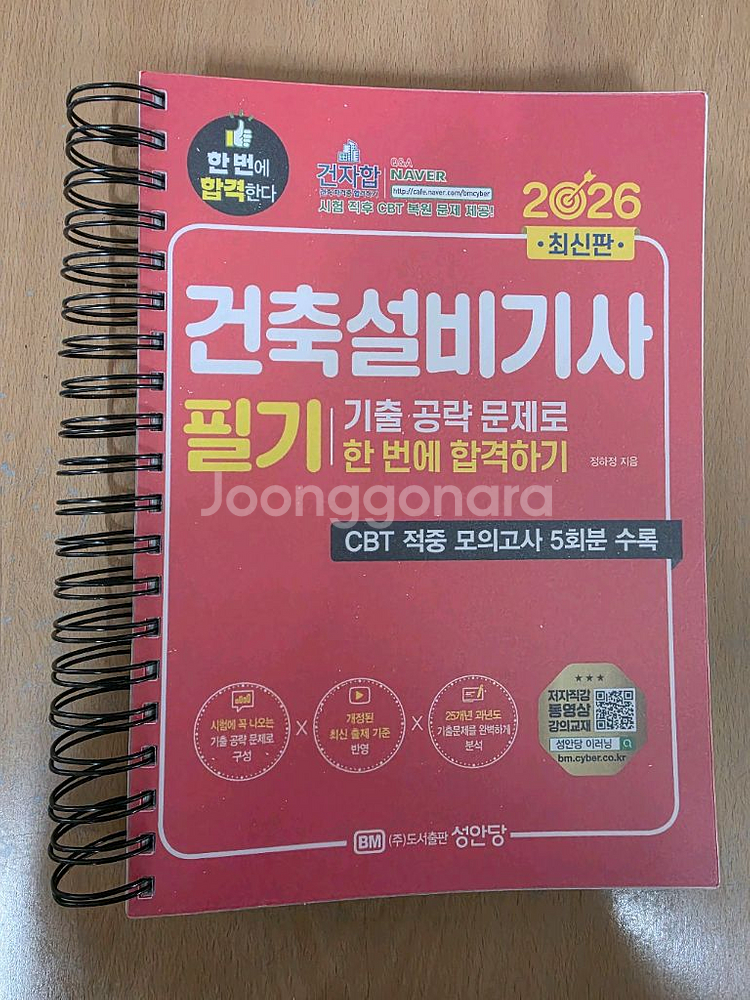 한 번에
합격한다
건자합
Q&A
NAVER
http://cafe.naver.com/bmcyber
시험 직후 CBT 복원 문제 제공!
2026
•최신판•
건축설비기사
필기
기출 공략 문제로
한 번에 합격하기
정하정 지음
Joonggonara
CBT 적중 모의고사 5회분 수록
시험에 꼭 나오는
기출 공략 문제로
구성
X
개정된
최신 출제 기준
반영
X
25개년 과년도
기출문제를 완벽하게
분석
★★★
저자직강
동영상
강의교재
성안당 이러닝
bm.cyber.co.kr
BM (주)도서출판 성안당